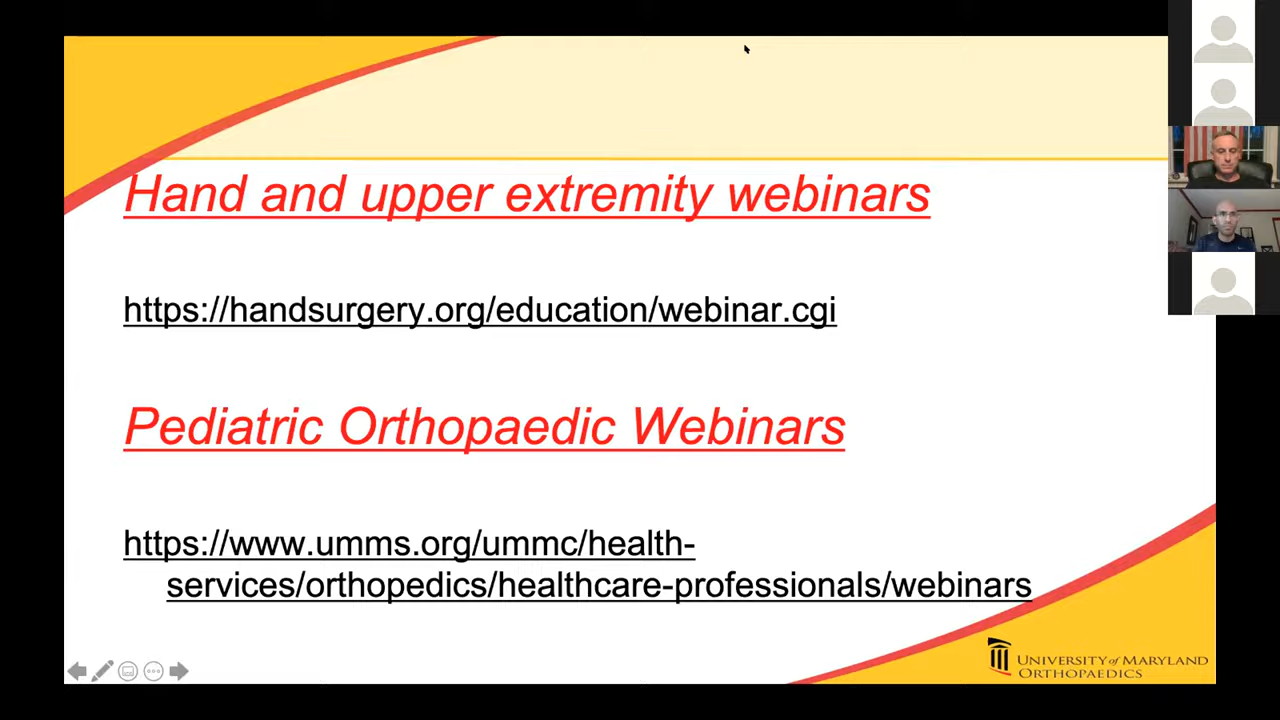 Hand and upper extremity webinars
https://handsurgery.org/education/webinar.cgi
Pediatric Orthopaedic Webinars
https://www.umms.org/ummc/health-
services/orthopedics/healthcare-professionals/webinars
UNIVERSITY of MARYLAND
ORTHOPAEDICS